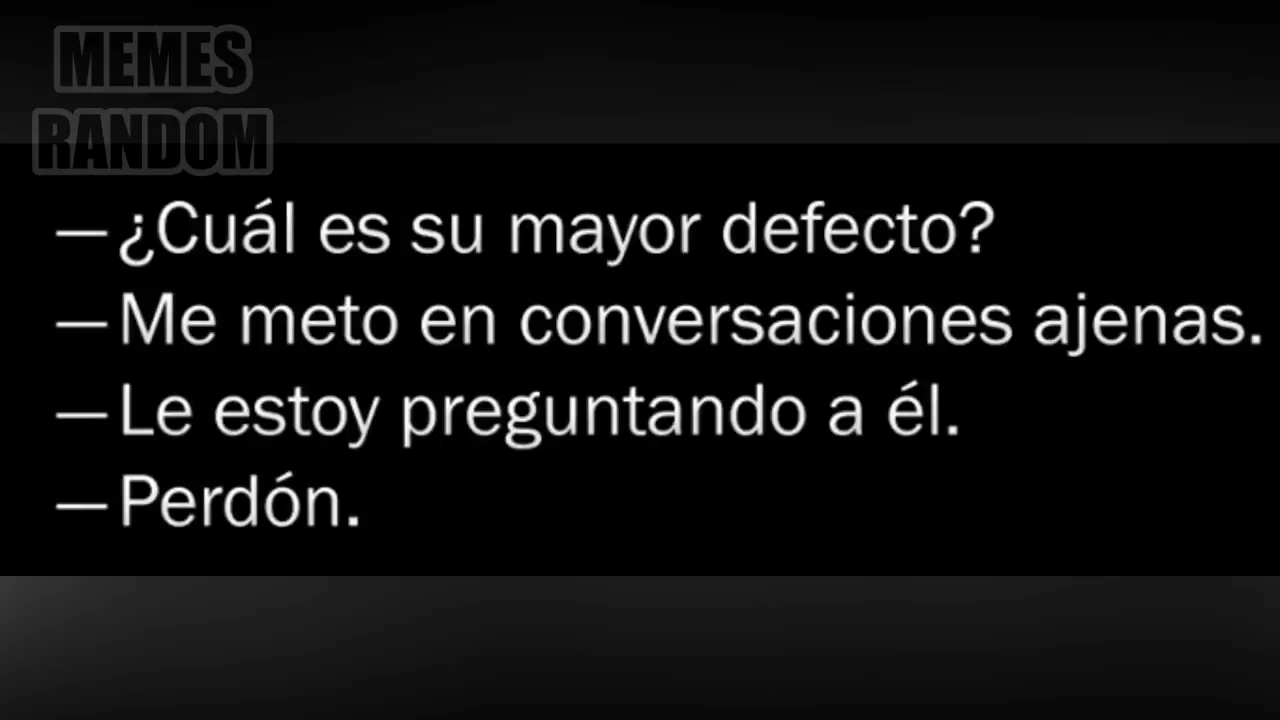 MEMES
RANDOM
—¿Cuál es su mayor defecto?
—Me meto en conversaciones ajenas.
—Le estoy preguntando a él.
—Perdón.